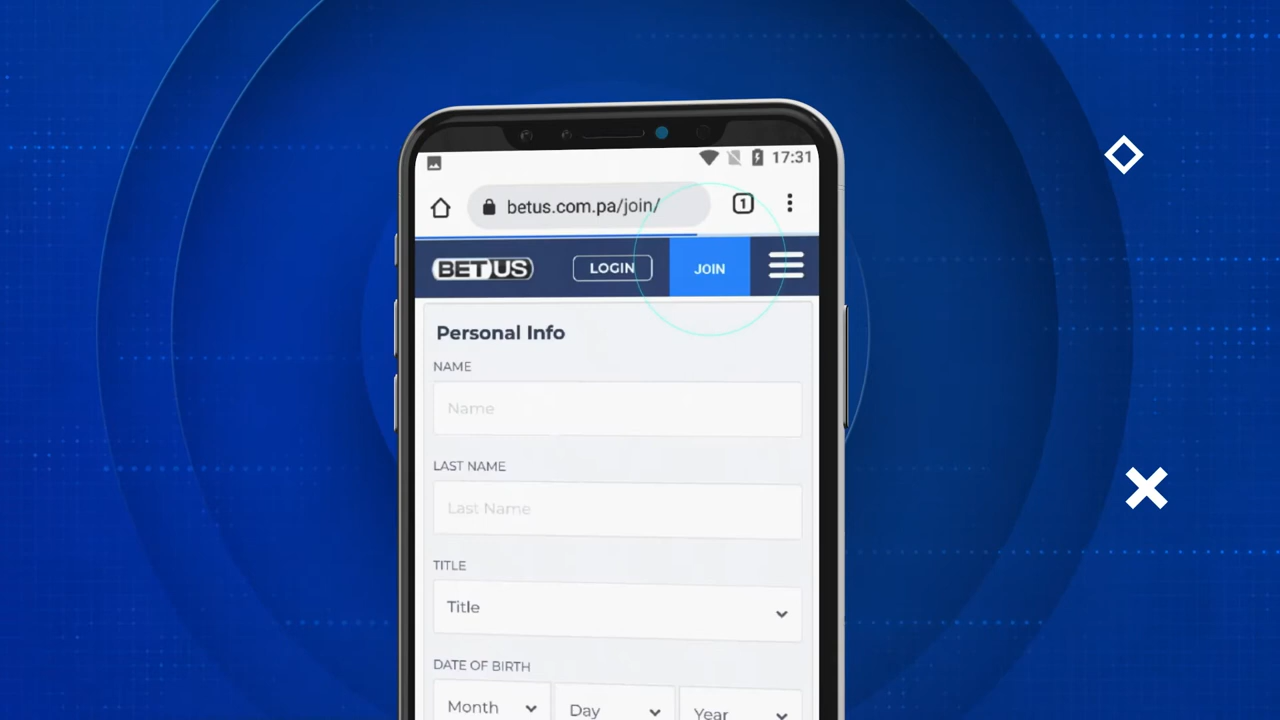 17:31
betus.com.pa/join/
1
BETUS
LOGIN
JOIN
Personal Info
NAME
Name
LAST NAME
Last Name
TITLE
Title
DATE OF BIRTH
Month
Day
Year